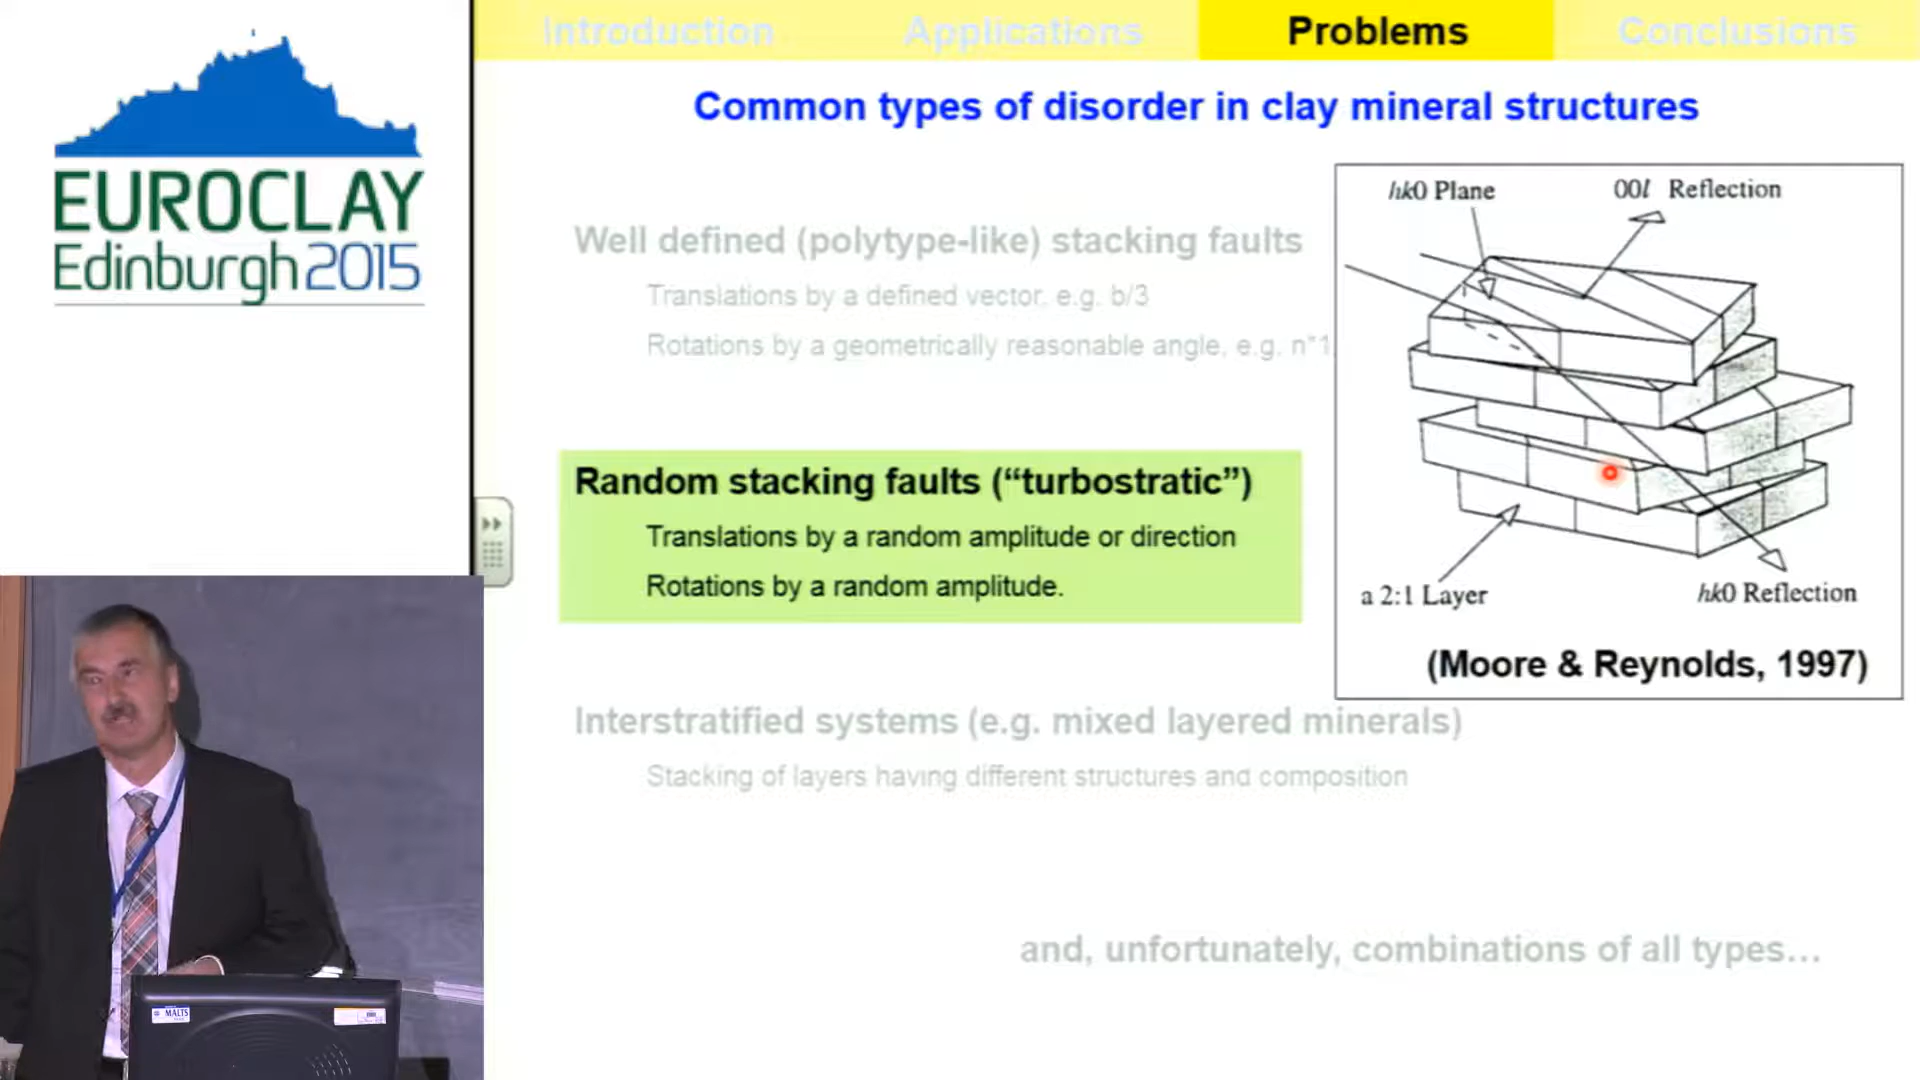 EUROCLAY
Edinburgh 2015
Introduction
Applications
Problems
Conclusions
Common types of disorder in clay mineral structures
Well defined (polytype-like) stacking faults
Translations by a defined vector, e.g. b/3
Rotations by a geometrically reasonable angle, e.g. n*1
Random stacking faults (“turbostratic”)
Translations by a random amplitude or direction
Rotations by a random amplitude.
Interstratified systems (e.g. mixed layered minerals)
Stacking of layers having different structures and composition
and, unfortunately, combinations of all types...
hk0 Plane
00l Reflection
a 2:1 Layer
hk0 Reflection
(Moore & Reynolds, 1997)
MALTS